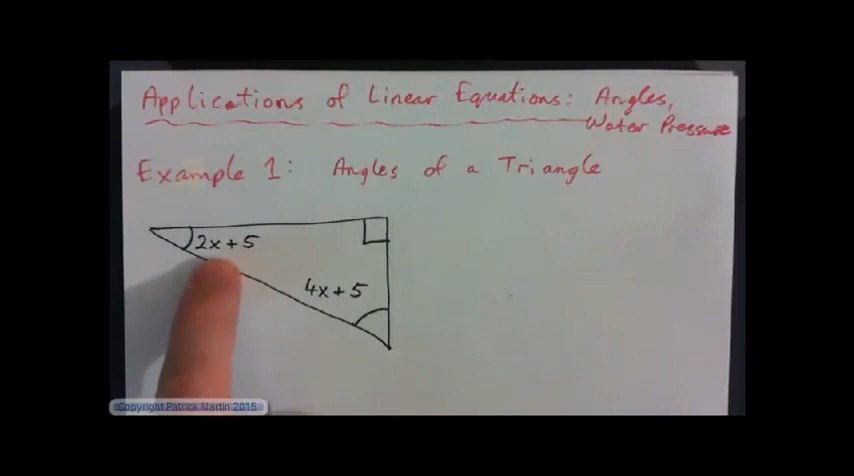 Applications of Linear Equations: Angles,
Water Pressure
Example 1: Angles of a Triangle
2x+5
4x+5
Copyright Patrick Martin 2015